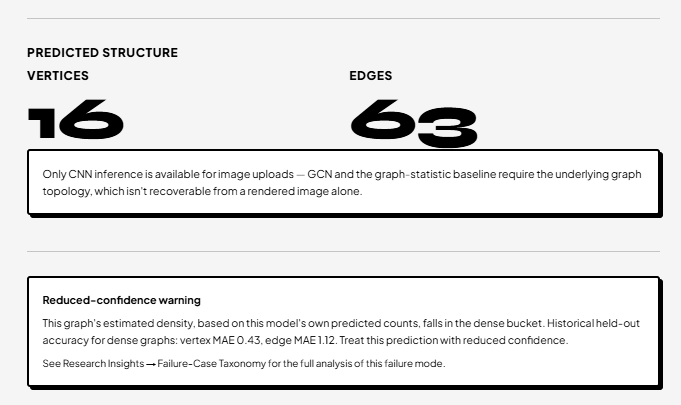 PREDICTED STRUCTURE
VERTICES
EDGES
16
63
Only CNN inference is available for image uploads — GCN and the graph-statistic baseline require the underlying graph
topology, which isn't recoverable from a rendered image alone.
Reduced-confidence warning
This graph's estimated density, based on this model's own predicted counts, falls in the dense bucket. Historical held-out
accuracy for dense graphs: vertex MAE 0.43, edge MAE 1.12. Treat this prediction with reduced confidence.
See Research Insights → Failure-Case Taxonomy for the full analysis of this failure mode.